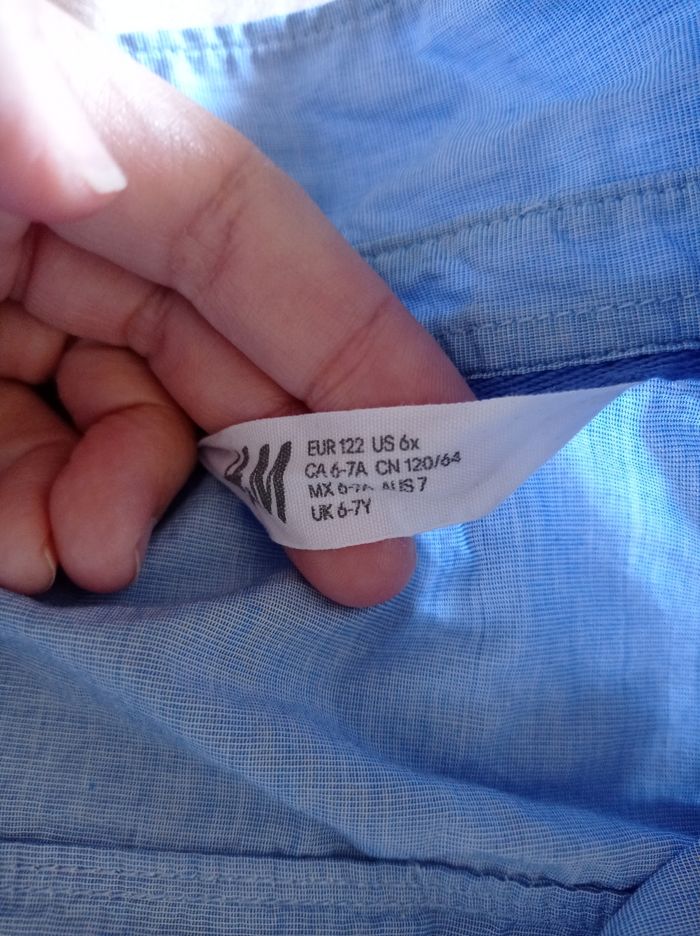 EUR 122 US 6x
CA 6-7A CN 120/64
MX AUS 7
UK 6-7Y